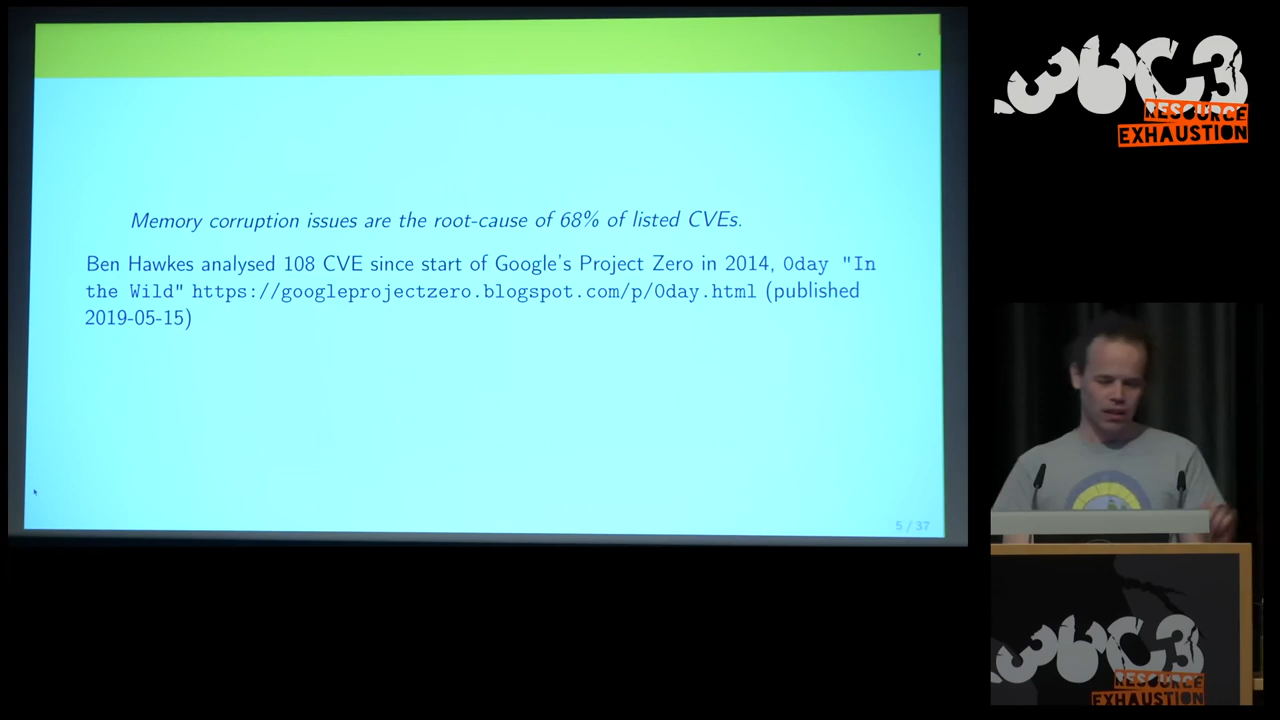 Memory corruption issues are the root-cause of 68% of listed CVEs.
Ben Hawkes analysed 108 CVE since start of Google's Project Zero in 2014, 0day "In
the Wild" https://googleprojectzero.blogspot.com/p/0day.html (published
2019-05-15)
5 / 37
36C3
RESOURCE
EXHAUSTION
36C3
RESOURCE
EXHAUSTION